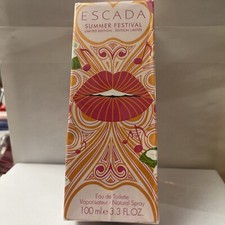 ESCADA
SUMMER FESTIVAL
LIMITED EDITION · ÉDITION LIMITÉE
Eau de Toilette
Vaporisateur · Natural Spray
100 ml e 3.3 FL.OZ.